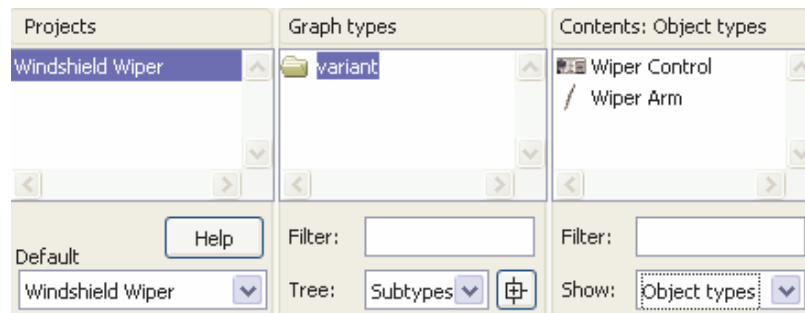 Projects
Windshield Wiper
Help
Default
Windshield Wiper
Graph types
variant
Filter:
Tree: Subtypes
Contents: Object types
Wiper Control
Wiper Arm
Filter:
Show: Object types